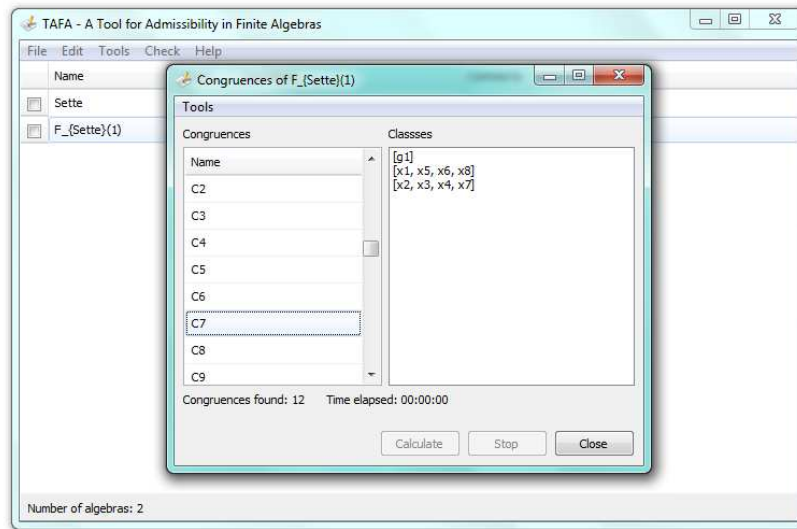 TAFA - A Tool for Admissibility in Finite Algebras
File Edit Tools Check Help
Name
Sette
F_{Sette}(1)
Congruences of F_{Sette}(1)
Tools
Congruences
Name
C2
C3
C4
C5
C6
C7
C8
C9
Classses
[g1]
[x1, x5, x6, x8]
[x2, x3, x4, x7]
Congruences found: 12 Time elapsed: 00:00:00
Calculate Stop Close
Number of algebras: 2